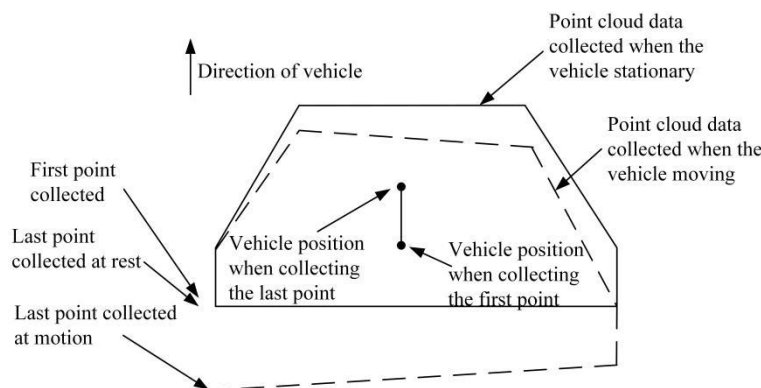 Point cloud data
collected when the
vehicle stationary
Direction of vehicle
Point cloud data
collected when the
vehicle moving
First point
collected
Last point
collected at rest
Vehicle position
when collecting
the last point
Vehicle position
when collecting
the first point
Last point collected
at motion